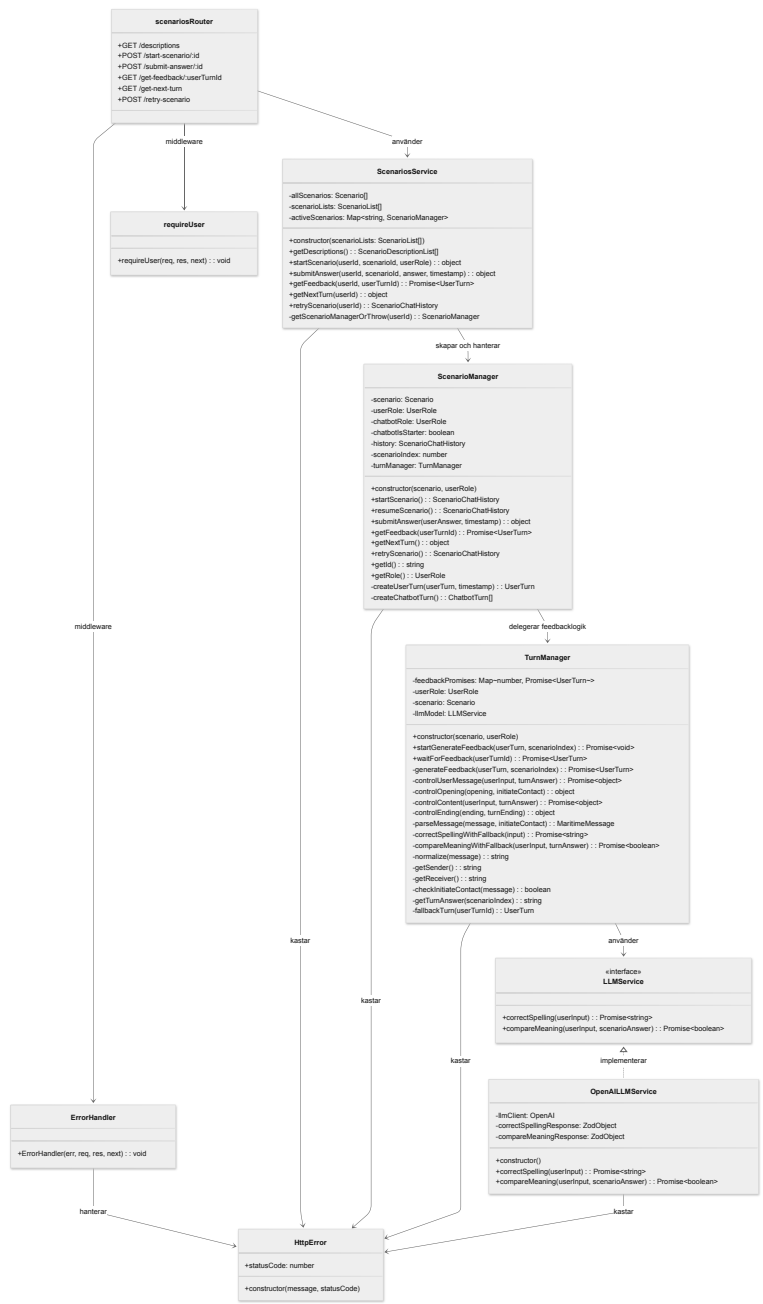 scenariosRouter
+GET /descriptions
+POST /start-scenario/:id
+POST /submit-answer/:id
+GET /get-feedback/:userTurnId
+GET /get-next-turn
+POST /retry-scenario
middleware
använder
requireUser
+requireUser(req, res, next) : : void
ScenariosService
-allScenarios: Scenario[]
-scenarioLists: ScenarioList[]
-activeScenarios: Map<string, ScenarioManager>
+constructor(scenarioLists: ScenarioList[])
+getDescriptions() : : ScenarioDescriptionList[]
+startScenario(userId, scenarioId, userRole) : : object
+submitAnswer(userId, scenarioId, answer, timestamp) : : object
+getFeedback(userId, userTurnId) : : Promise<UserTurn>
+getNextTurn(userId) : : object
+retryScenario(userId) : : ScenarioChatHistory
-getScenarioManagerOrThrow(userId) : : ScenarioManager
skapar och hanterar
ScenarioManager
-scenario: Scenario
-userRole: UserRole
-chatbotRole: UserRole
-chatbotIsStarter: boolean
-history: ScenarioChatHistory
-scenarioIndex: number
-turnManager: TurnManager
+constructor(scenario, userRole)
+startScenario() : : ScenarioChatHistory
+resumeScenario() : : ScenarioChatHistory
+submitAnswer(userAnswer, timestamp) : : object
+getFeedback(userTurnId) : : Promise<UserTurn>
+getNextTurn() : : object
+retryScenario() : : ScenarioChatHistory
+getId() : : string
+getRole() : : UserRole
-createUserTurn(userTurn, timestamp) : : UserTurn
-createChatbotTurn() : : ChatbotTurn[]
middleware
delegerar feedbacklogik
TurnManager
-feedbackPromises: Map~number, Promise<UserTurn~>
-userRole: UserRole
-scenario: Scenario
-llmModel: LLMService
+constructor(scenario, userRole)
+startGenerateFeedback(userTurn, scenarioIndex) : : Promise<void>
+waitForFeedback(userTurnId) : : Promise<UserTurn>
-generateFeedback(userTurn, scenarioIndex) : : Promise<UserTurn>
-controlUserMessage(userInput, turnAnswer) : : Promise<object>
-controlOpening(opening, initiateContact) : : object
-controlContent(userInput, turnAnswer) : : Promise<object>
-controlEnding(ending, turnEnding) : : object
-parseMessage(message, initiateContact) : : MaritimeMessage
-correctSpellingWithFallback(input) : : Promise<string>
-compareMeaningWithFallback(userInput, turnAnswer) : : Promise<boolean>
-normalize(message) : : string
-getSender() : : string
-getReceiver() : : string
-checkInitiateContact(message) : : boolean
-getTurnAnswer(scenarioIndex) : : string
-fallbackTurn(userTurnId) : : UserTurn
kastar
använder
«interface»
LLMService
+correctSpelling(userInput) : : Promise<string>
+compareMeaning(userInput, scenarioAnswer) : : Promise<boolean>
kastar
kastar
implementerar
OpenAILLMService
-llmClient: OpenAI
-correctSpellingResponse: ZodObject
-compareMeaningResponse: ZodObject
+constructor()
+correctSpelling(userInput) : : Promise<string>
+compareMeaning(userInput, scenarioAnswer) : : Promise<boolean>
ErrorHandler
+ErrorHandler(err, req, res, next) : : void
hanterar
kastar
HttpError
+statusCode: number
+constructor(message, statusCode)